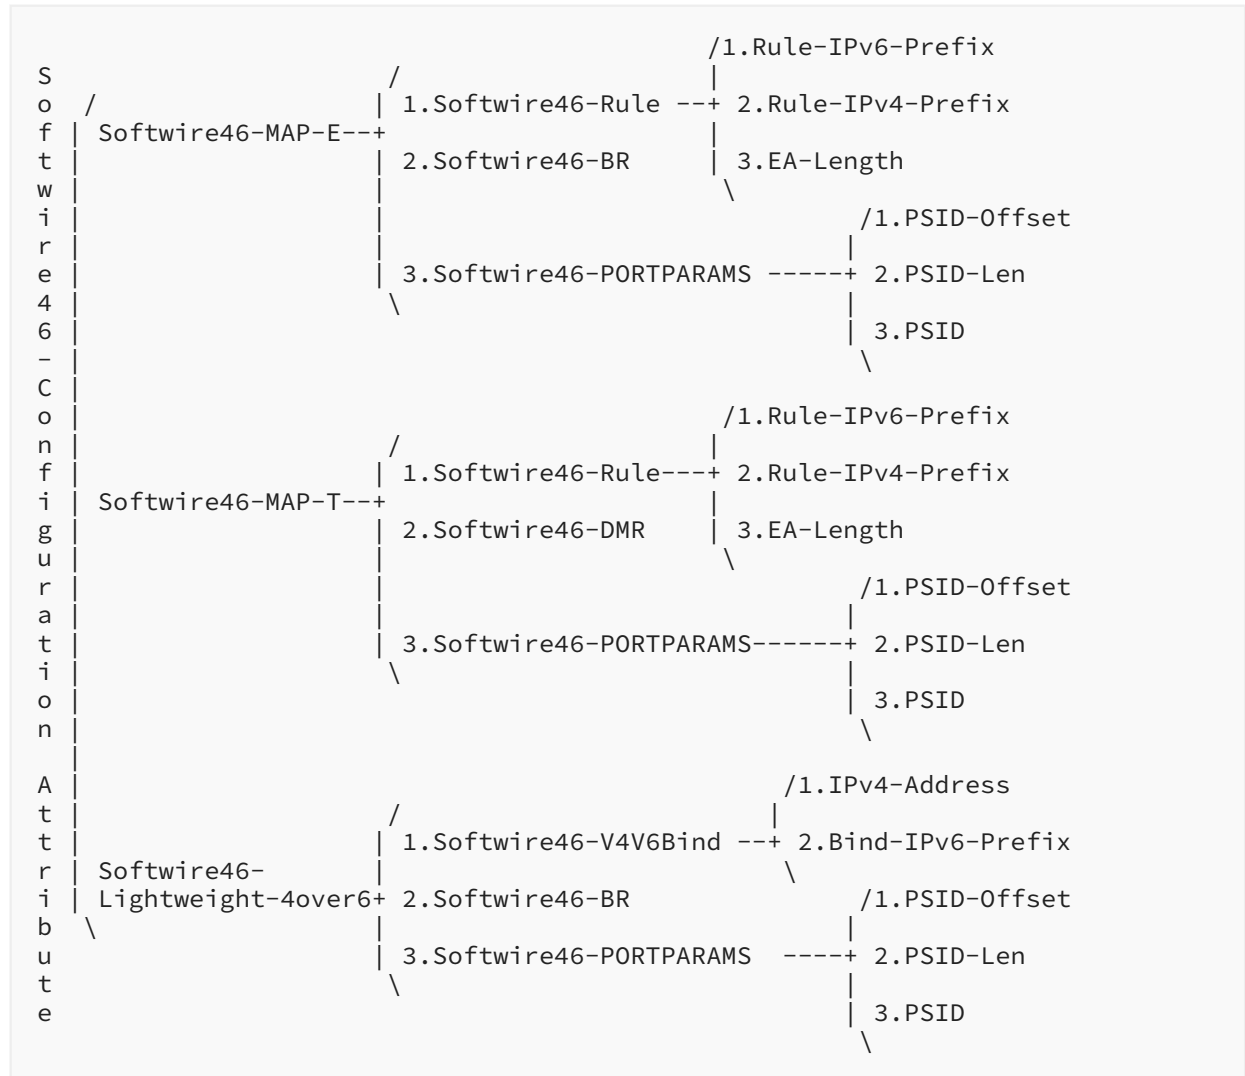 /1.Rule-IPv6-Prefix
S                      /                    |
o   /                 | 1.Softwire46-Rule --+ 2.Rule-IPv4-Prefix
f  | Softwire46-MAP-E--+                     |
t  |                  | 2.Softwire46-BR     | 3.EA-Length
w  |                  |                      \
i  |                  |                               /1.PSID-Offset
r  |                  |                              |
e  |                  | 3.Softwire46-PORTPARAMS -----+ 2.PSID-Len
4  |                   \                             |
6  |                                                 | 3.PSID
-  |                                                  \
C  |
o  |                                         /1.Rule-IPv6-Prefix
n  |                   /                    |
f  |                  | 1.Softwire46-Rule---+ 2.Rule-IPv4-Prefix
i  | Softwire46-MAP-T--+                     |
g  |                  | 2.Softwire46-DMR    | 3.EA-Length
u  |                  |                      \
r  |                  |                               /1.PSID-Offset
a  |                  |                              |
t  |                  | 3.Softwire46-PORTPARAMS------+ 2.PSID-Len
i  |                   \                             |
o  |                                                 | 3.PSID
n  |                                                  \
   |
A  |                                             /1.IPv4-Address
t  |                   /                        |
t  |                  | 1.Softwire46-V4V6Bind --+ 2.Bind-IPv6-Prefix
r  | Softwire46-      |                          \
i  | Lightweight-4over6+ 2.Softwire46-BR              /1.PSID-Offset
b   \                 |                              |
u                     | 3.Softwire46-PORTPARAMS  ----+ 2.PSID-Len
t                      \                             |
e                                                    | 3.PSID
                                                      \